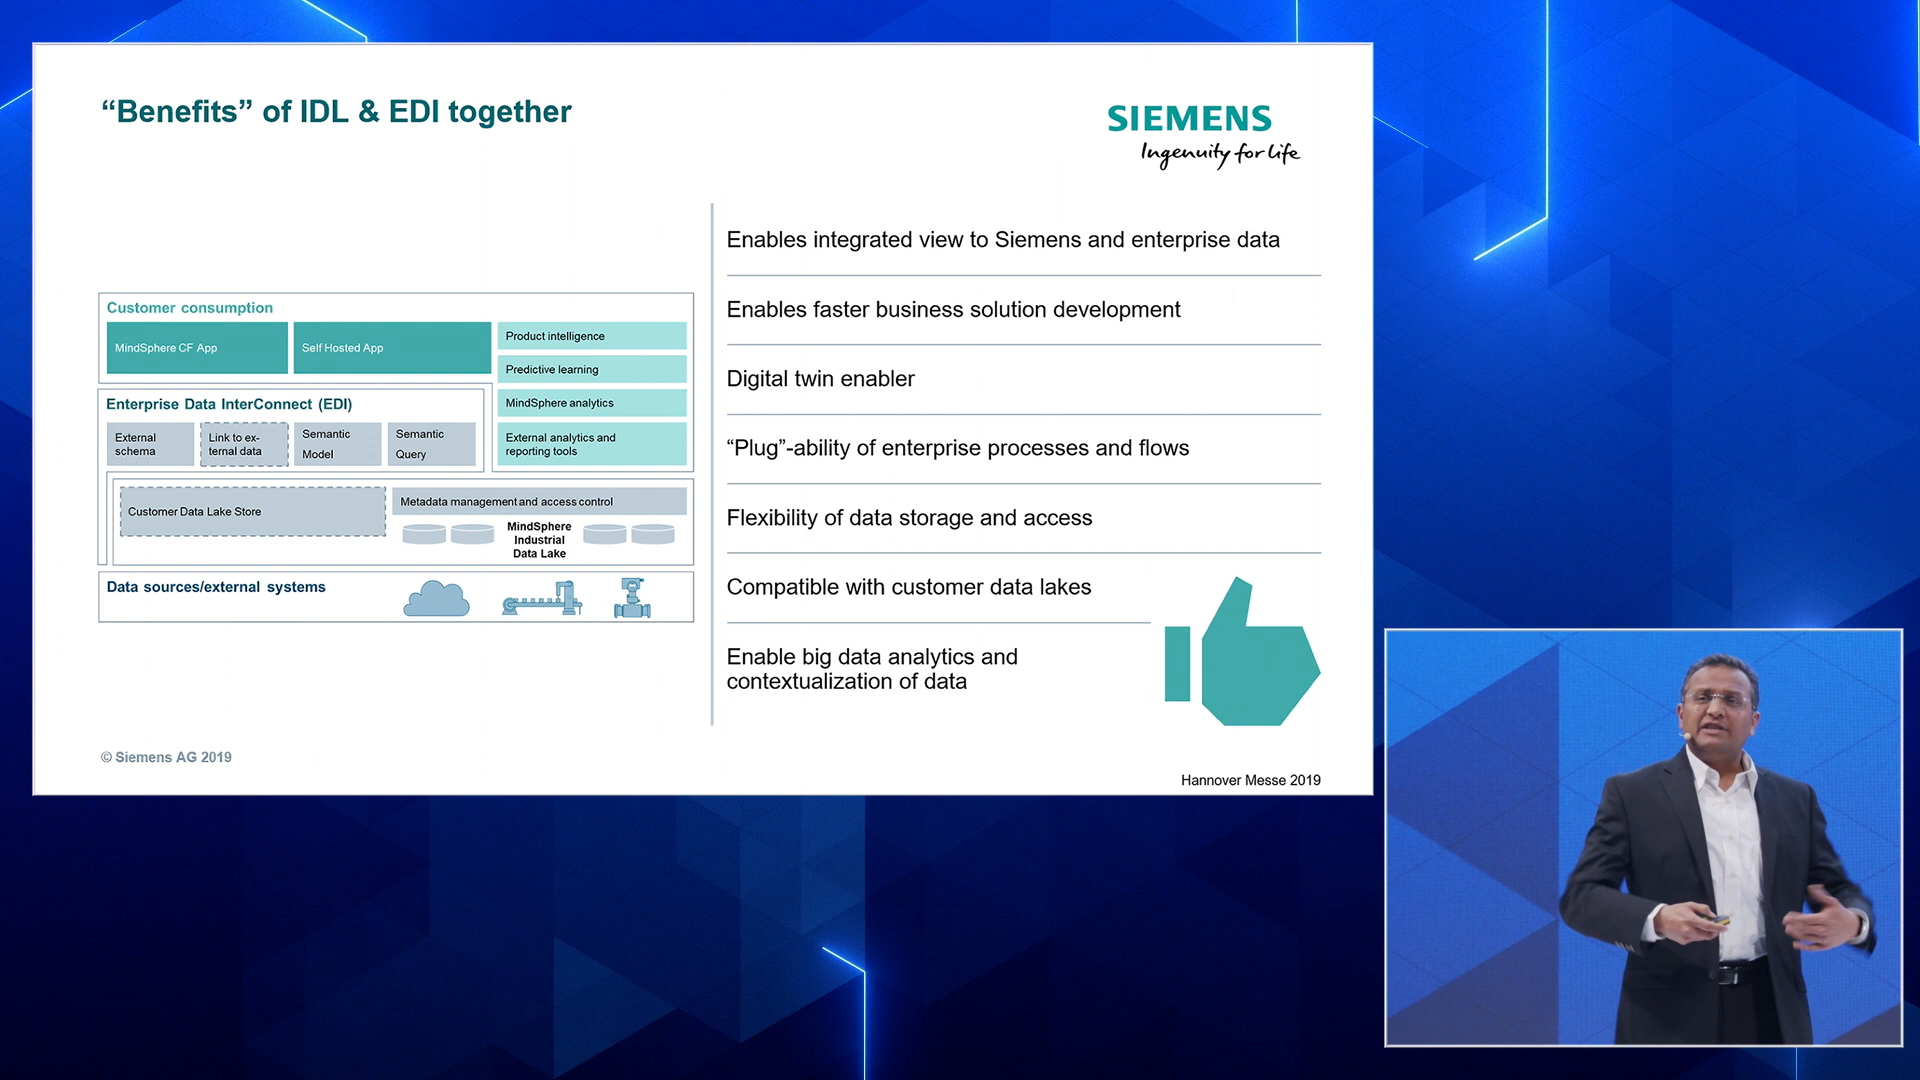 “Benefits” of IDL & EDI together
SIEMENS
Ingenuity for life
Customer consumption
MindSphere CF App
Self Hosted App
Product intelligence
Predictive learning
MindSphere analytics
External analytics and
reporting tools
Enterprise Data InterConnect (EDI)
External
schema
Link to ex-
ternal data
Semantic
Model
Semantic
Query
Customer Data Lake Store
Metadata management and access control
MindSphere
Industrial
Data Lake
Data sources/external systems
Enables integrated view to Siemens and enterprise data
Enables faster business solution development
Digital twin enabler
“Plug”-ability of enterprise processes and flows
Flexibility of data storage and access
Compatible with customer data lakes
Enable big data analytics and
contextualization of data
© Siemens AG 2019
Hannover Messe 2019